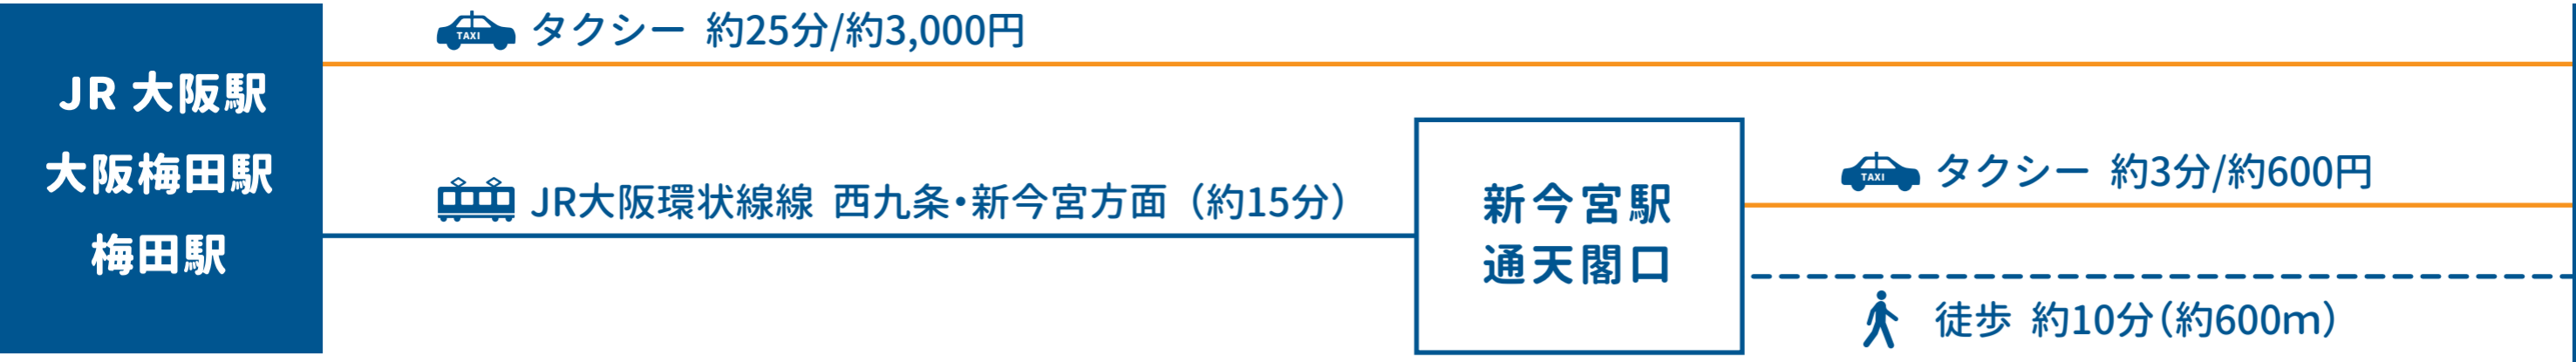 JR 大阪駅
大阪梅田駅
梅田駅
TAXI タクシー 約25分/約3,000円
JR大阪環状線線 西九条・新今宮方面（約15分）
新今宮駅
通天閣口
TAXI タクシー 約3分/約600円
徒歩 約10分（約600m）